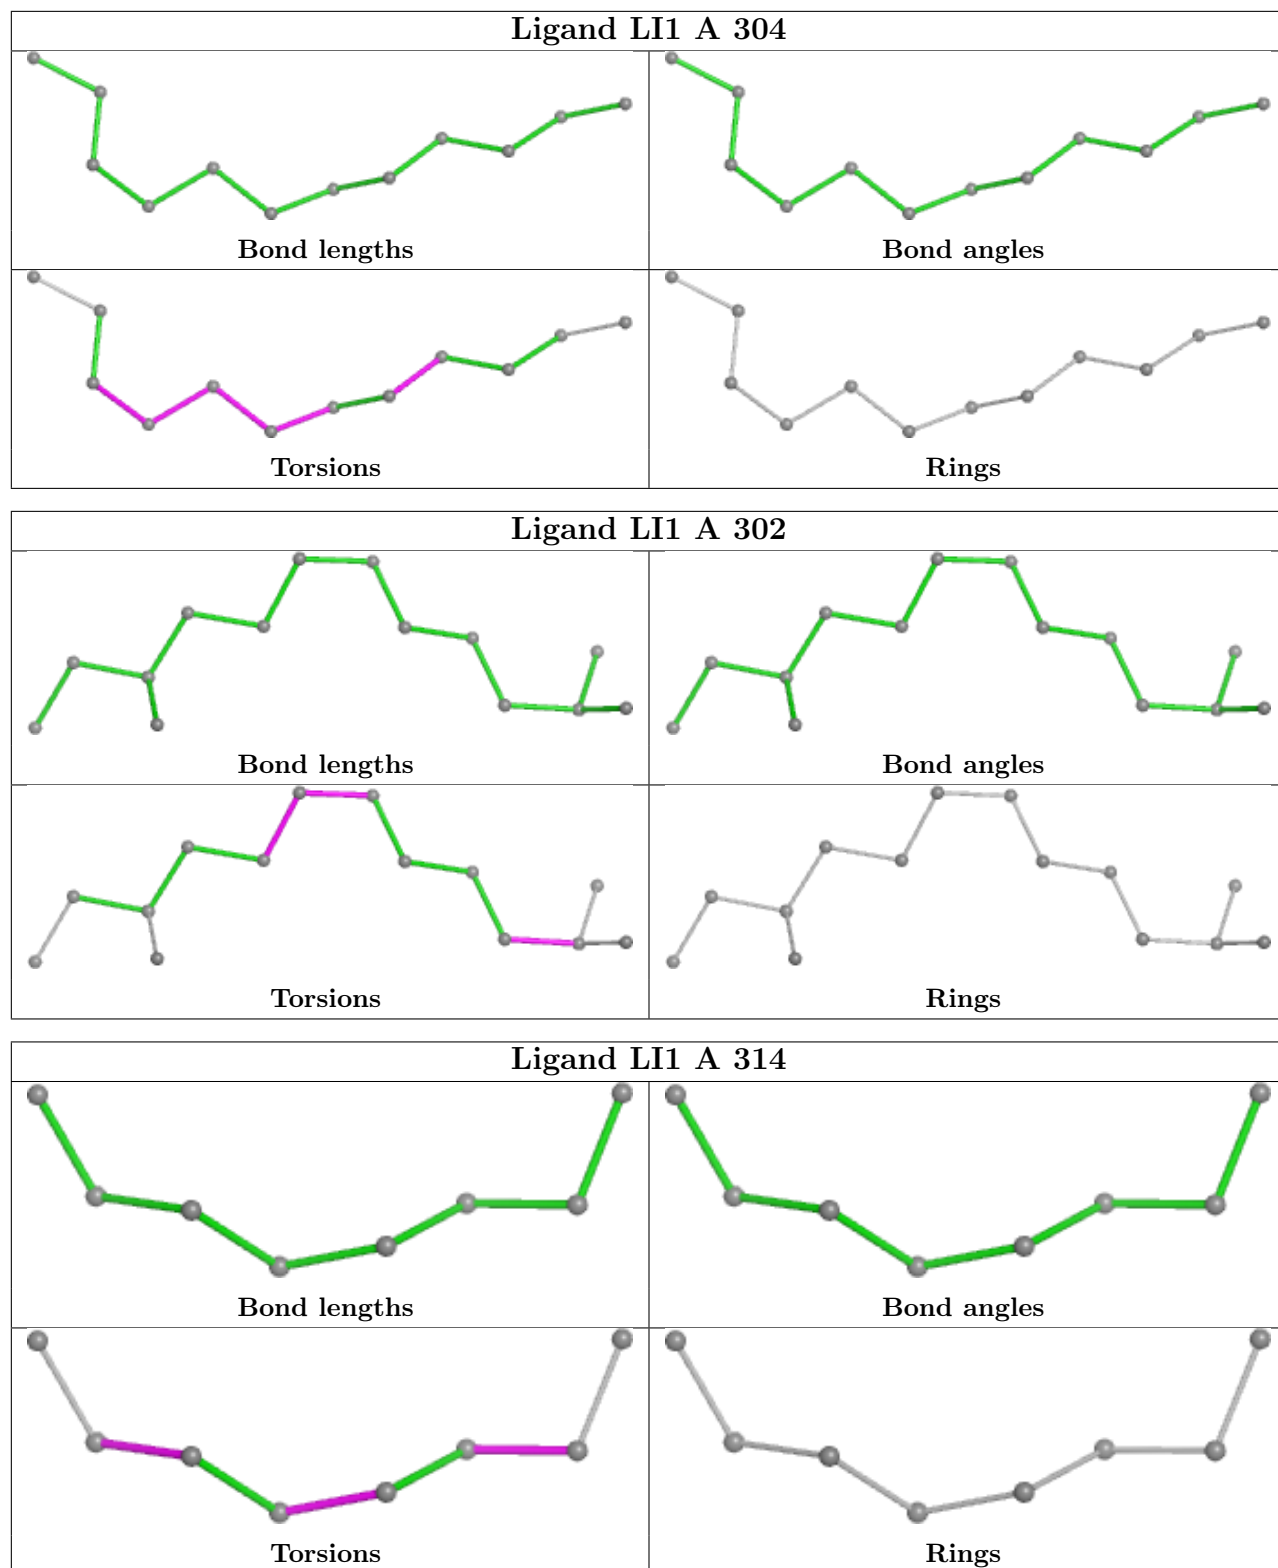 Ligand LI1 A 304
Bond lengths
Bond angles
Torsions
Rings
Ligand LI1 A 302
Bond lengths
Bond angles
Torsions
Rings
Ligand LI1 A 314
Bond lengths
Bond angles
Torsions
Rings